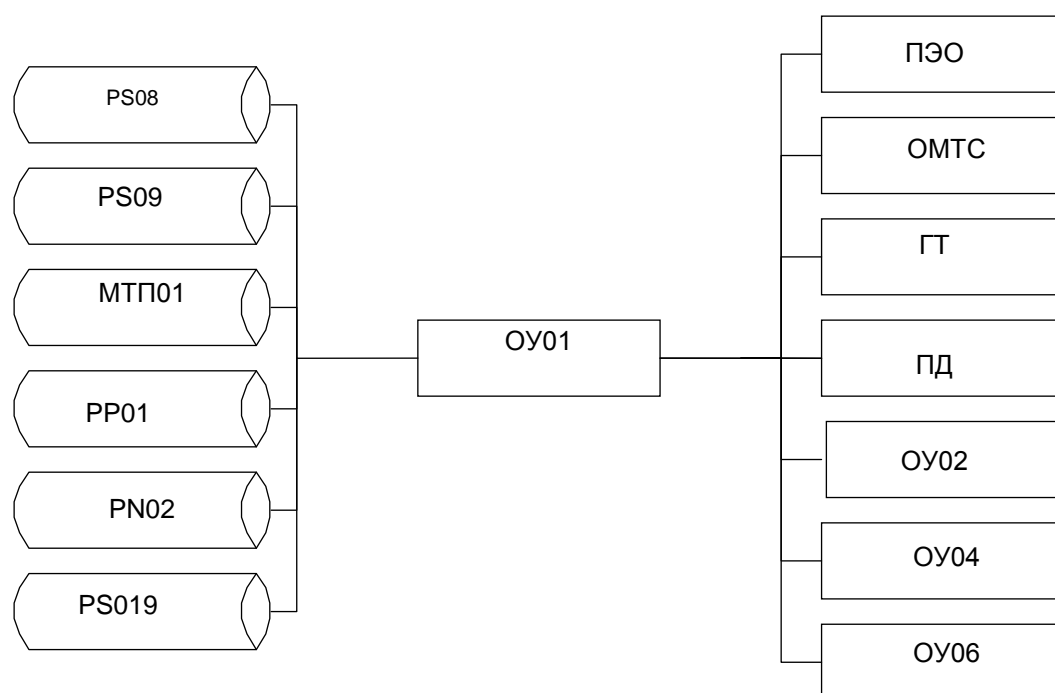 PS08
PS09
МТП01
PP01
PN02
PS019
ОУ01
ПЭО
ОМТС
ГТ
ПД
ОУ02
ОУ04
ОУ06